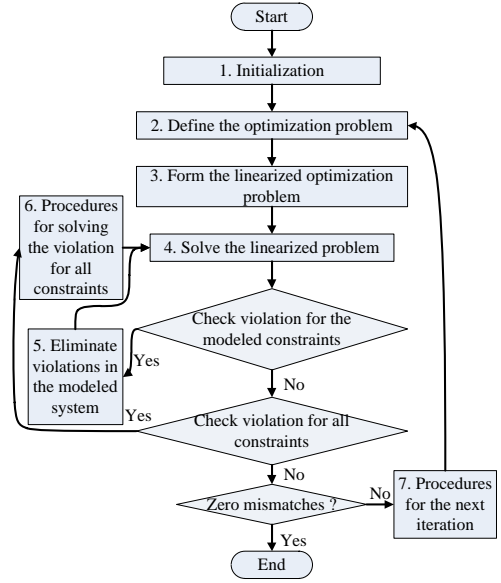 Start
1. Initialization
2. Define the optimization problem
3. Form the linearized optimization
problem
6. Procedures
for solving
the violation
for all
constraints
4. Solve the linearized problem
Check violation for the
modeled constraints
Yes
5. Eliminate
violations in
the modeled
system
No
Yes
Check violation for all
constraints
No
Zero mismatches ?
No
7. Procedures
for the next
iteration
Yes
End